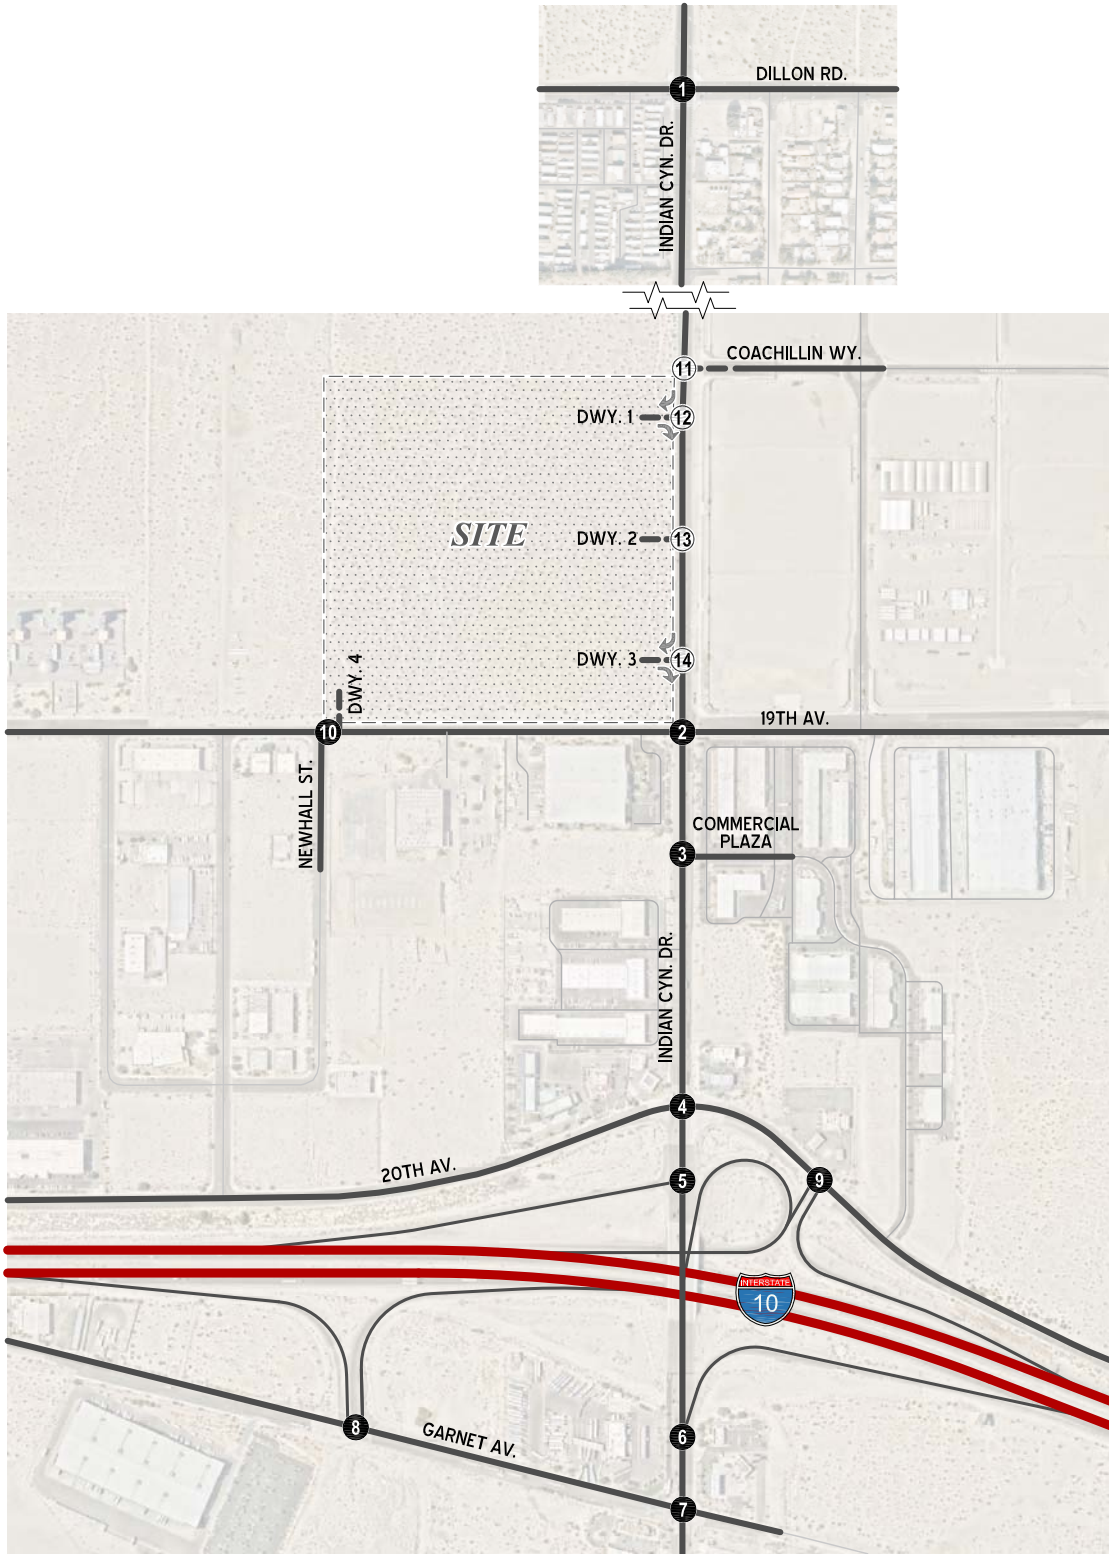 DILLON RD.
1
INDIAN CYN. DR.
COACHILLIN WY.
11
DWY. 1
12
SITE
DWY. 2
13
DWY. 3
14
DWY. 4
19TH AV.
10
2
NEWHALL ST.
COMMERCIAL
PLAZA
3
INDIAN CYN. DR.
4
20TH AV.
5
9
INTERSTATE
10
8
GARNET AV.
6
7